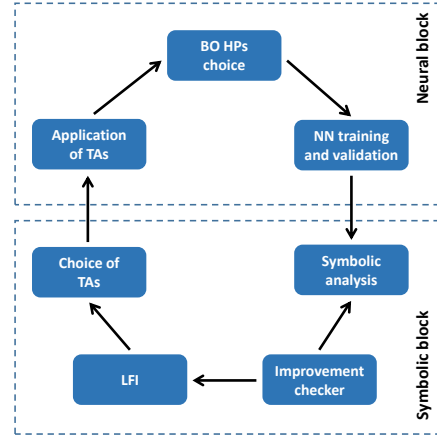 BO HPs
choice
Neural block
Application
of TAs
NN training
and validation
Choice of
TAs
Symbolic
analysis
LFI
Improvement
checker
Symbolic block